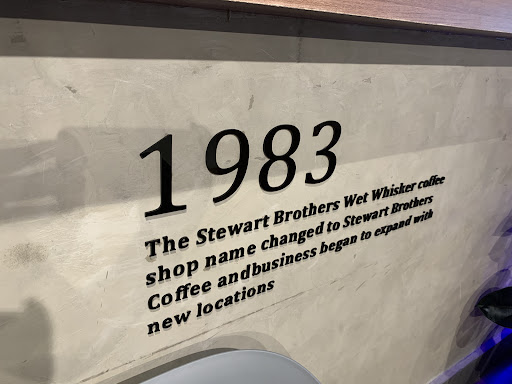 1983
The Stewart Brothers Wet Whisker coffee
shop name changed to Stewart Brothers
Coffee andbusiness began to expand with
new locations